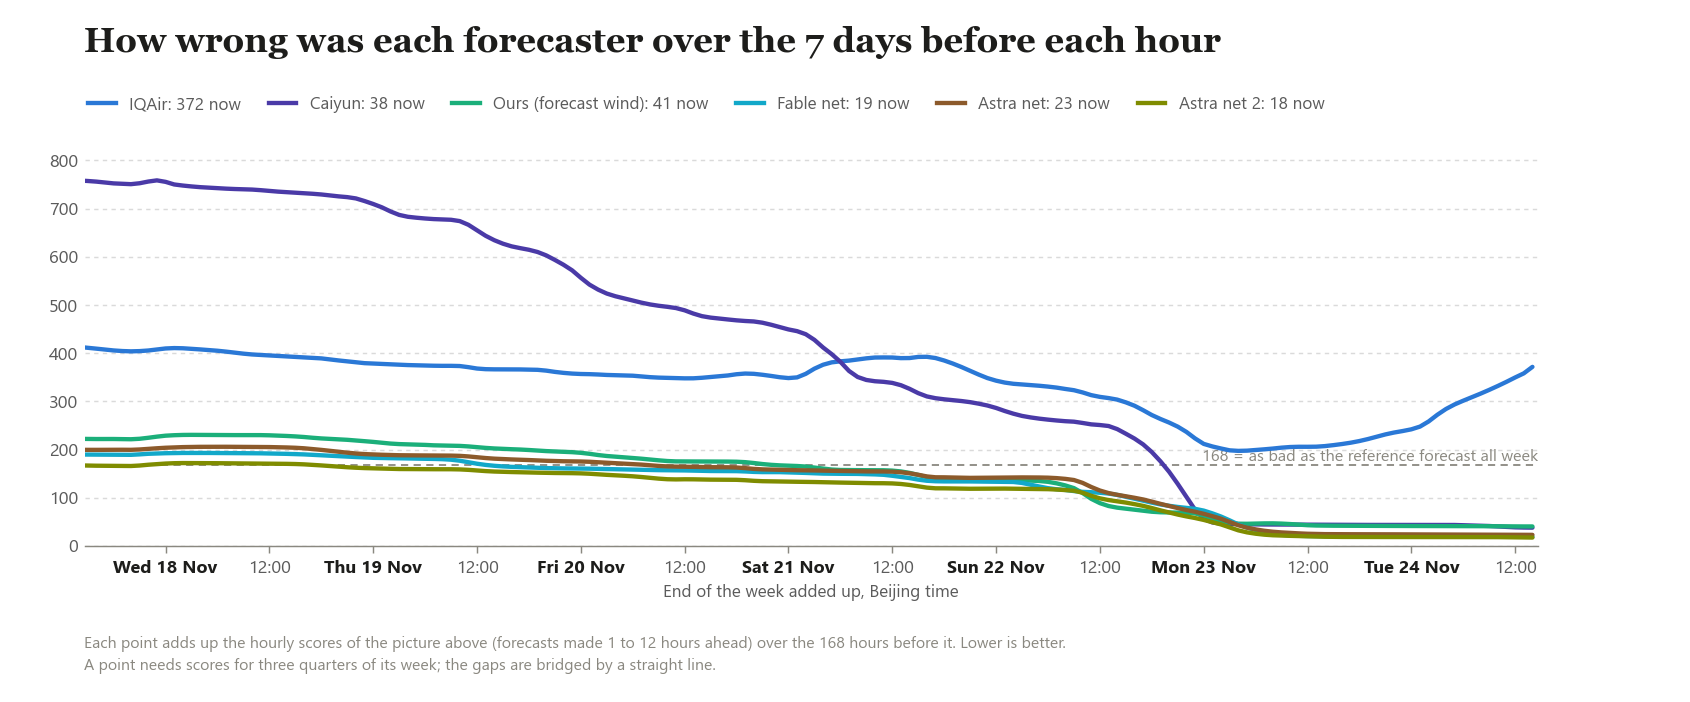 How wrong was each forecaster over the 7 days before each hour
IQAir: 372 now
Caiyun: 38 now
Ours (forecast wind): 41 now
Fable net: 19 now
Astra net: 23 now
Astra net 2: 18 now
800
700
600
500
400
300
200
100
0
168 = as bad as the reference forecast all week
Wed 18 Nov
12:00
Thu 19 Nov
12:00
Fri 20 Nov
12:00
Sat 21 Nov
12:00
Sun 22 Nov
12:00
Mon 23 Nov
12:00
Tue 24 Nov
12:00
End of the week added up, Beijing time
Each point adds up the hourly scores of the picture above (forecasts made 1 to 12 hours ahead) over the 168 hours before it. Lower is better.
A point needs scores for three quarters of its week; the gaps are bridged by a straight line.